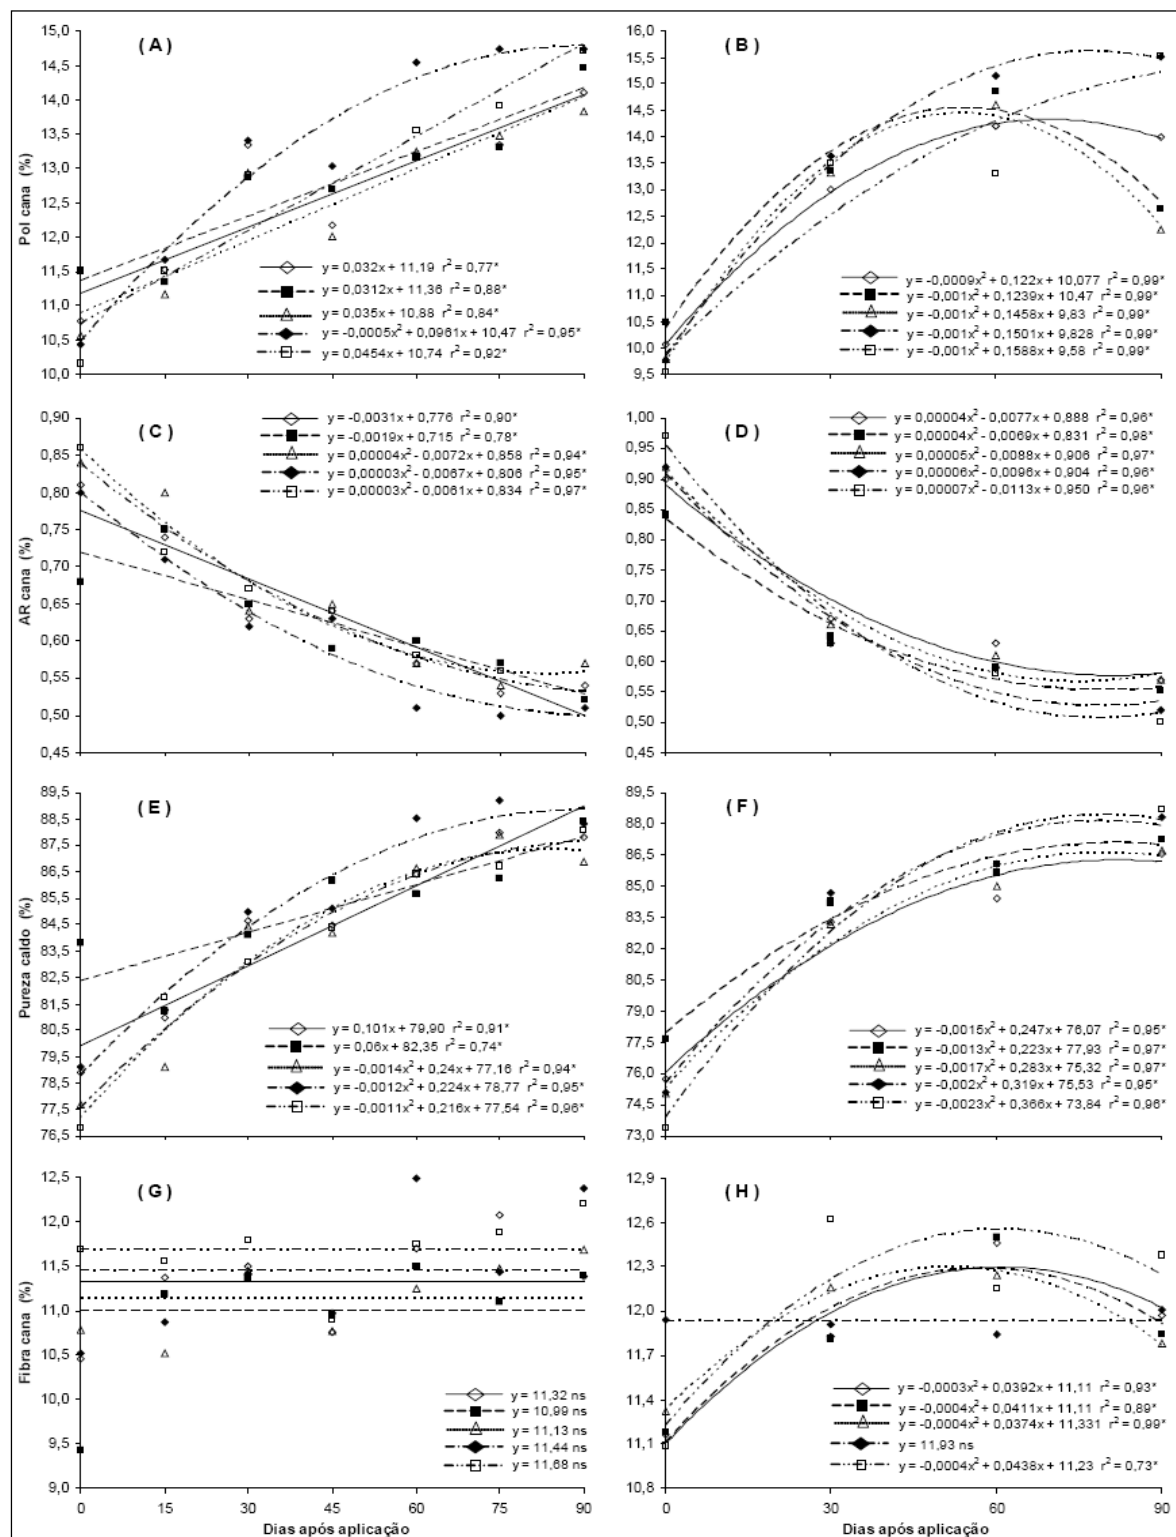 ( A )
Pol cana (%)
15,0
14,5
14,0
13,5
13,0
12,5
12,0
11,5
11,0
10,5
10,0
y = 0,032x + 11,19 r² = 0,77*
y = 0,0312x + 11,36 r² = 0,88*
y = 0,035x + 10,88 r² = 0,84*
y = -0,0005x² + 0,0961x + 10,47 r² = 0,95*
y = 0,0454x + 10,74 r² = 0,92*
( B )
16,0
15,5
15,0
14,5
14,0
13,5
13,0
12,5
12,0
11,5
11,0
10,5
10,0
9,5
y = -0,0009x² + 0,122x + 10,077 r² = 0,99*
y = -0,001x² + 0,1239x + 10,47 r² = 0,99*
y = -0,001x² + 0,1458x + 9,83 r² = 0,99*
y = -0,001x² + 0,1501x + 9,828 r² = 0,99*
y = -0,001x² + 0,1588x + 9,58 r² = 0,99*
( C )
AR cana (%)
0,90
0,85
0,80
0,75
0,70
0,65
0,60
0,55
0,50
0,45
y = -0,0031x + 0,776 r² = 0,90*
y = -0,0019x + 0,715 r² = 0,78*
y = 0,00004x² - 0,0072x + 0,858 r² = 0,94*
y = 0,00003x² - 0,0067x + 0,806 r² = 0,95*
y = 0,00003x² - 0,0061x + 0,834 r² = 0,97*
( D )
1,00
0,95
0,90
0,85
0,80
0,75
0,70
0,65
0,60
0,55
0,50
0,45
y = 0,00004x² - 0,0077x + 0,888 r² = 0,96*
y = 0,00004x² - 0,0069x + 0,831 r² = 0,98*
y = 0,00005x² - 0,0088x + 0,906 r² = 0,97*
y = 0,00006x² - 0,0096x + 0,904 r² = 0,96*
y = 0,00007x² - 0,0113x + 0,950 r² = 0,96*
( E )
Pureza caldo (%)
89,5
88,5
87,5
86,5
85,5
84,5
83,5
82,5
81,5
80,5
79,5
78,5
77,5
76,5
y = 0,101x + 79,90 r² = 0,91*
y = 0,06x + 82,35 r² = 0,74*
y = -0,0014x² + 0,24x + 77,16 r² = 0,94*
y = -0,0012x² + 0,224x + 78,77 r² = 0,95*
y = -0,0011x² + 0,216x + 77,54 r² = 0,96*
( F )
89,5
88,0
86,5
85,0
83,5
82,0
80,5
79,0
77,5
76,0
74,5
73,0
y = -0,0015x² + 0,247x + 76,07 r² = 0,95*
y = -0,0013x² + 0,223x + 77,93 r² = 0,97*
y = -0,0017x² + 0,283x + 75,32 r² = 0,97*
y = -0,002x² + 0,319x + 75,53 r² = 0,95*
y = -0,0023x² + 0,366x + 73,84 r² = 0,96*
( G )
Fibra cana (%)
12,5
12,0
11,5
11,0
10,5
10,0
9,5
9,0
y = 11,32 ns
y = 10,99 ns
y = 11,13 ns
y = 11,44 ns
y = 11,68 ns
0 15 30 45 60 75 90
Dias após aplicação
( H )
12,9
12,6
12,3
12,0
11,7
11,4
11,1
10,8
y = -0,0003x² + 0,0392x + 11,11 r² = 0,93*
y = -0,0004x² + 0,0411x + 11,11 r² = 0,89*
y = -0,0004x² + 0,0374x + 11,331 r² = 0,99*
y = 11,93 ns
y = -0,0004x² + 0,0438x + 11,23 r² = 0,73*
0 30 60 90
Dias após aplicação